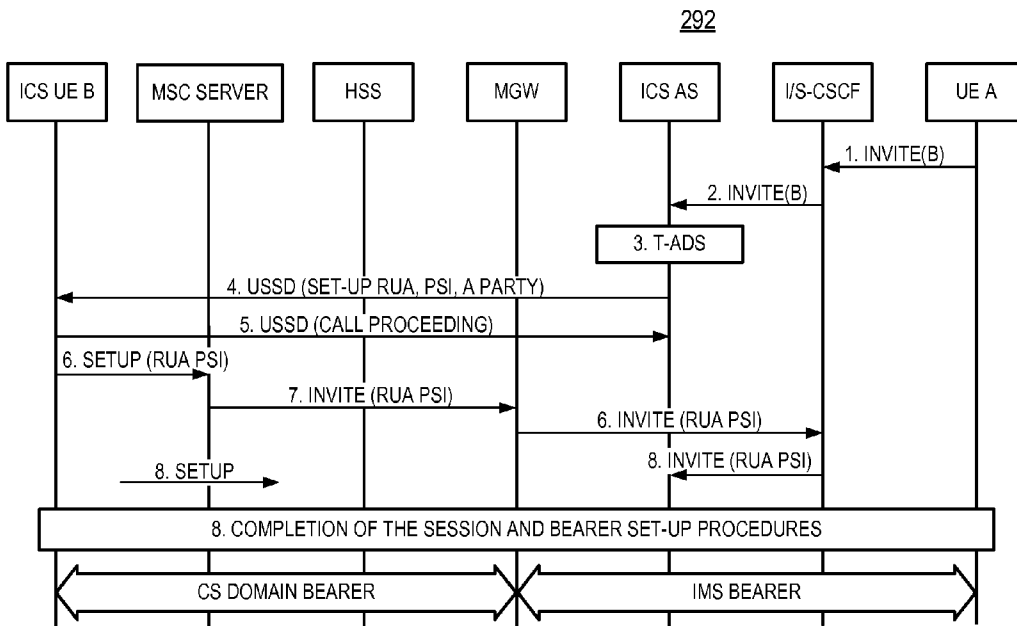 292
ICS UE B
MSC SERVER
HSS
MGW
ICS AS
I/S-CSCF
UE A
1. INVITE(B)
2. INVITE(B)
3. T-ADS
4. USSD (SET-UP RUA, PSI, A PARTY)
5. USSD (CALL PROCEEDING)
6. SETUP (RUA PSI)
7. INVITE (RUA PSI)
6. INVITE (RUA PSI)
8. INVITE (RUA PSI)
8. SETUP
8. COMPLETION OF THE SESSION AND BEARER SET-UP PROCEDURES
CS DOMAIN BEARER
IMS BEARER